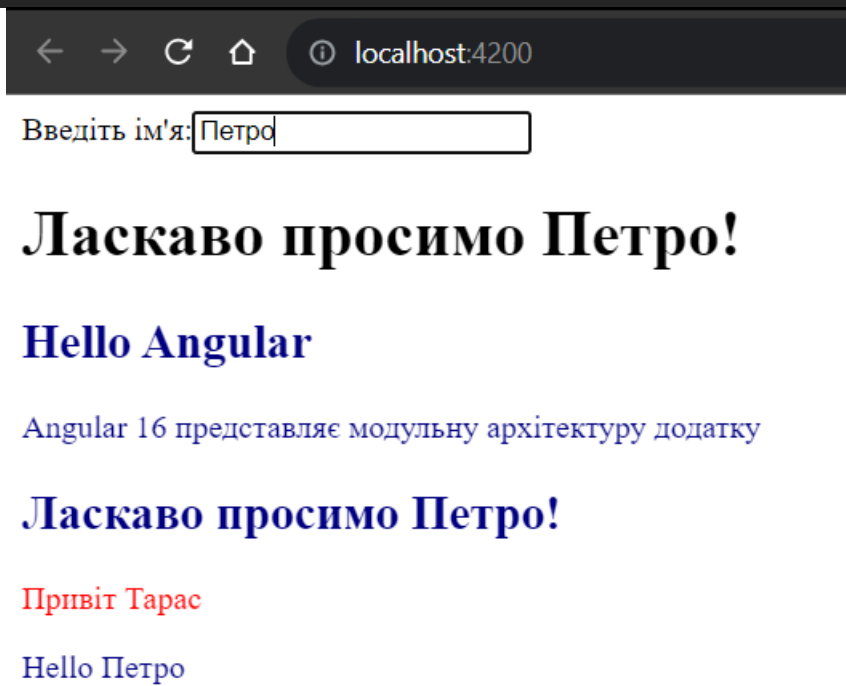 localhost:4200
Введіть ім'я: Петро
Ласкаво просимо Петро!
Hello Angular
Angular 16 представляє модульну архітектуру додатку
Ласкаво просимо Петро!
Привіт Тарас
Hello Петро